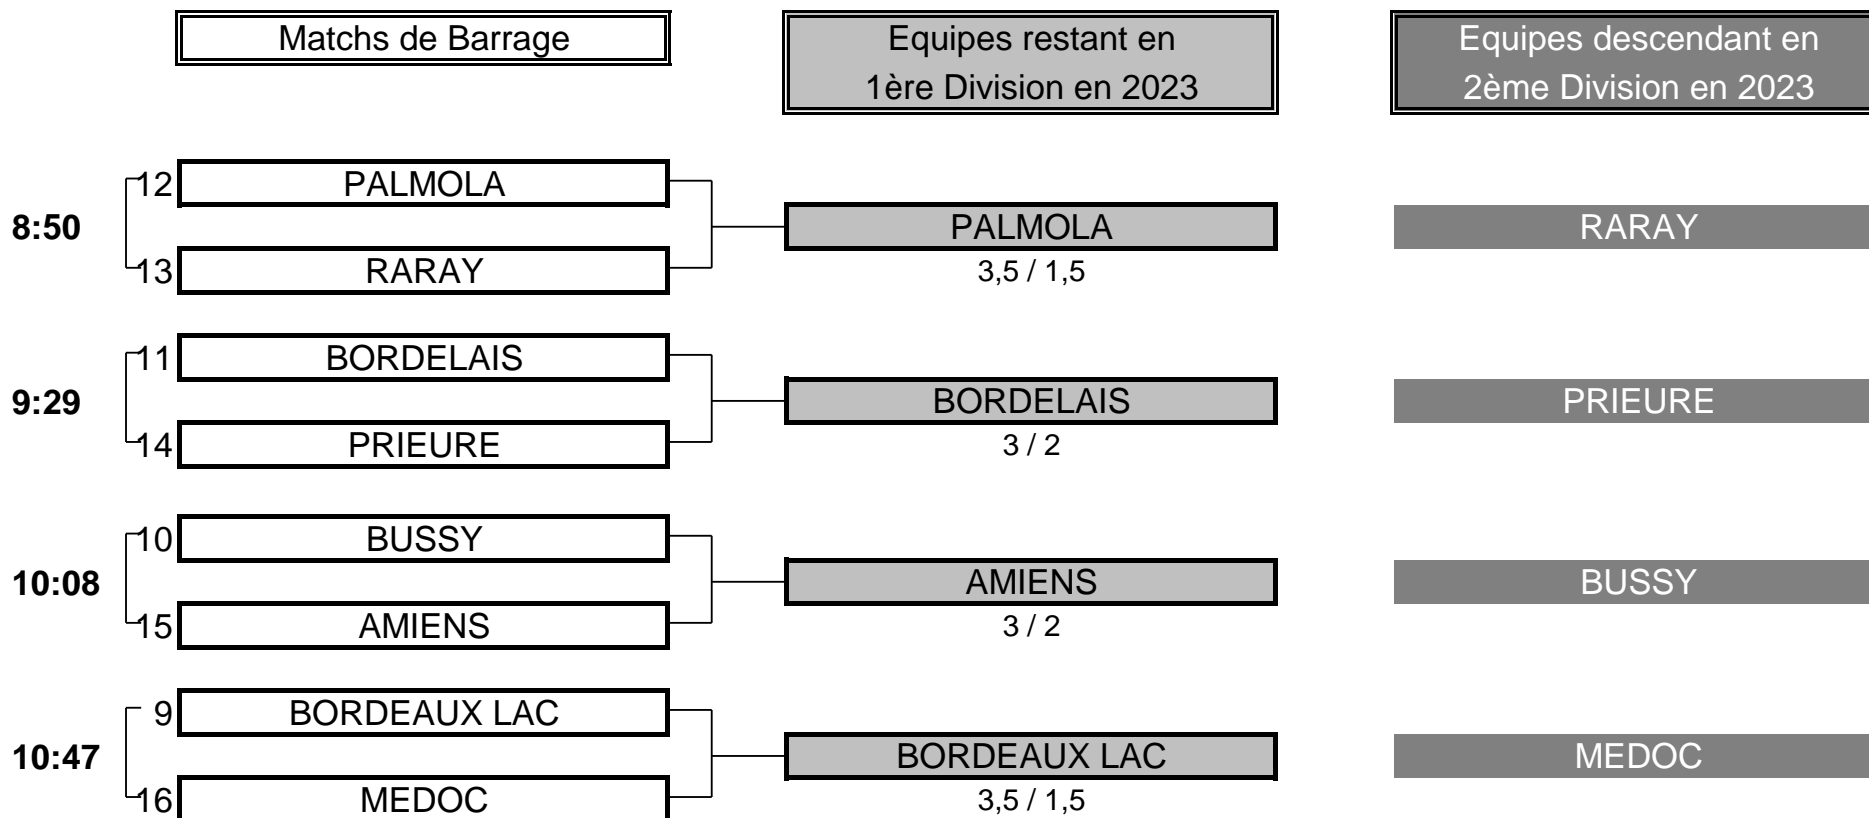 Matchs de Barrage
Equipes restant en
1ère Division en 2023
Equipes descendant en
2ème Division en 2023
12 PALMOLA
8:50 PALMOLA RARAY
13 RARAY 3,5 / 1,5
11 BORDELAIS
9:29 BORDELAIS PRIEURE
14 PRIEURE 3 / 2
10 BUSSY
10:08 AMIENS BUSSY
15 AMIENS 3 / 2
9 BORDEAUX LAC
10:47 BORDEAUX LAC MEDOC
16 MEDOC 3,5 / 1,5